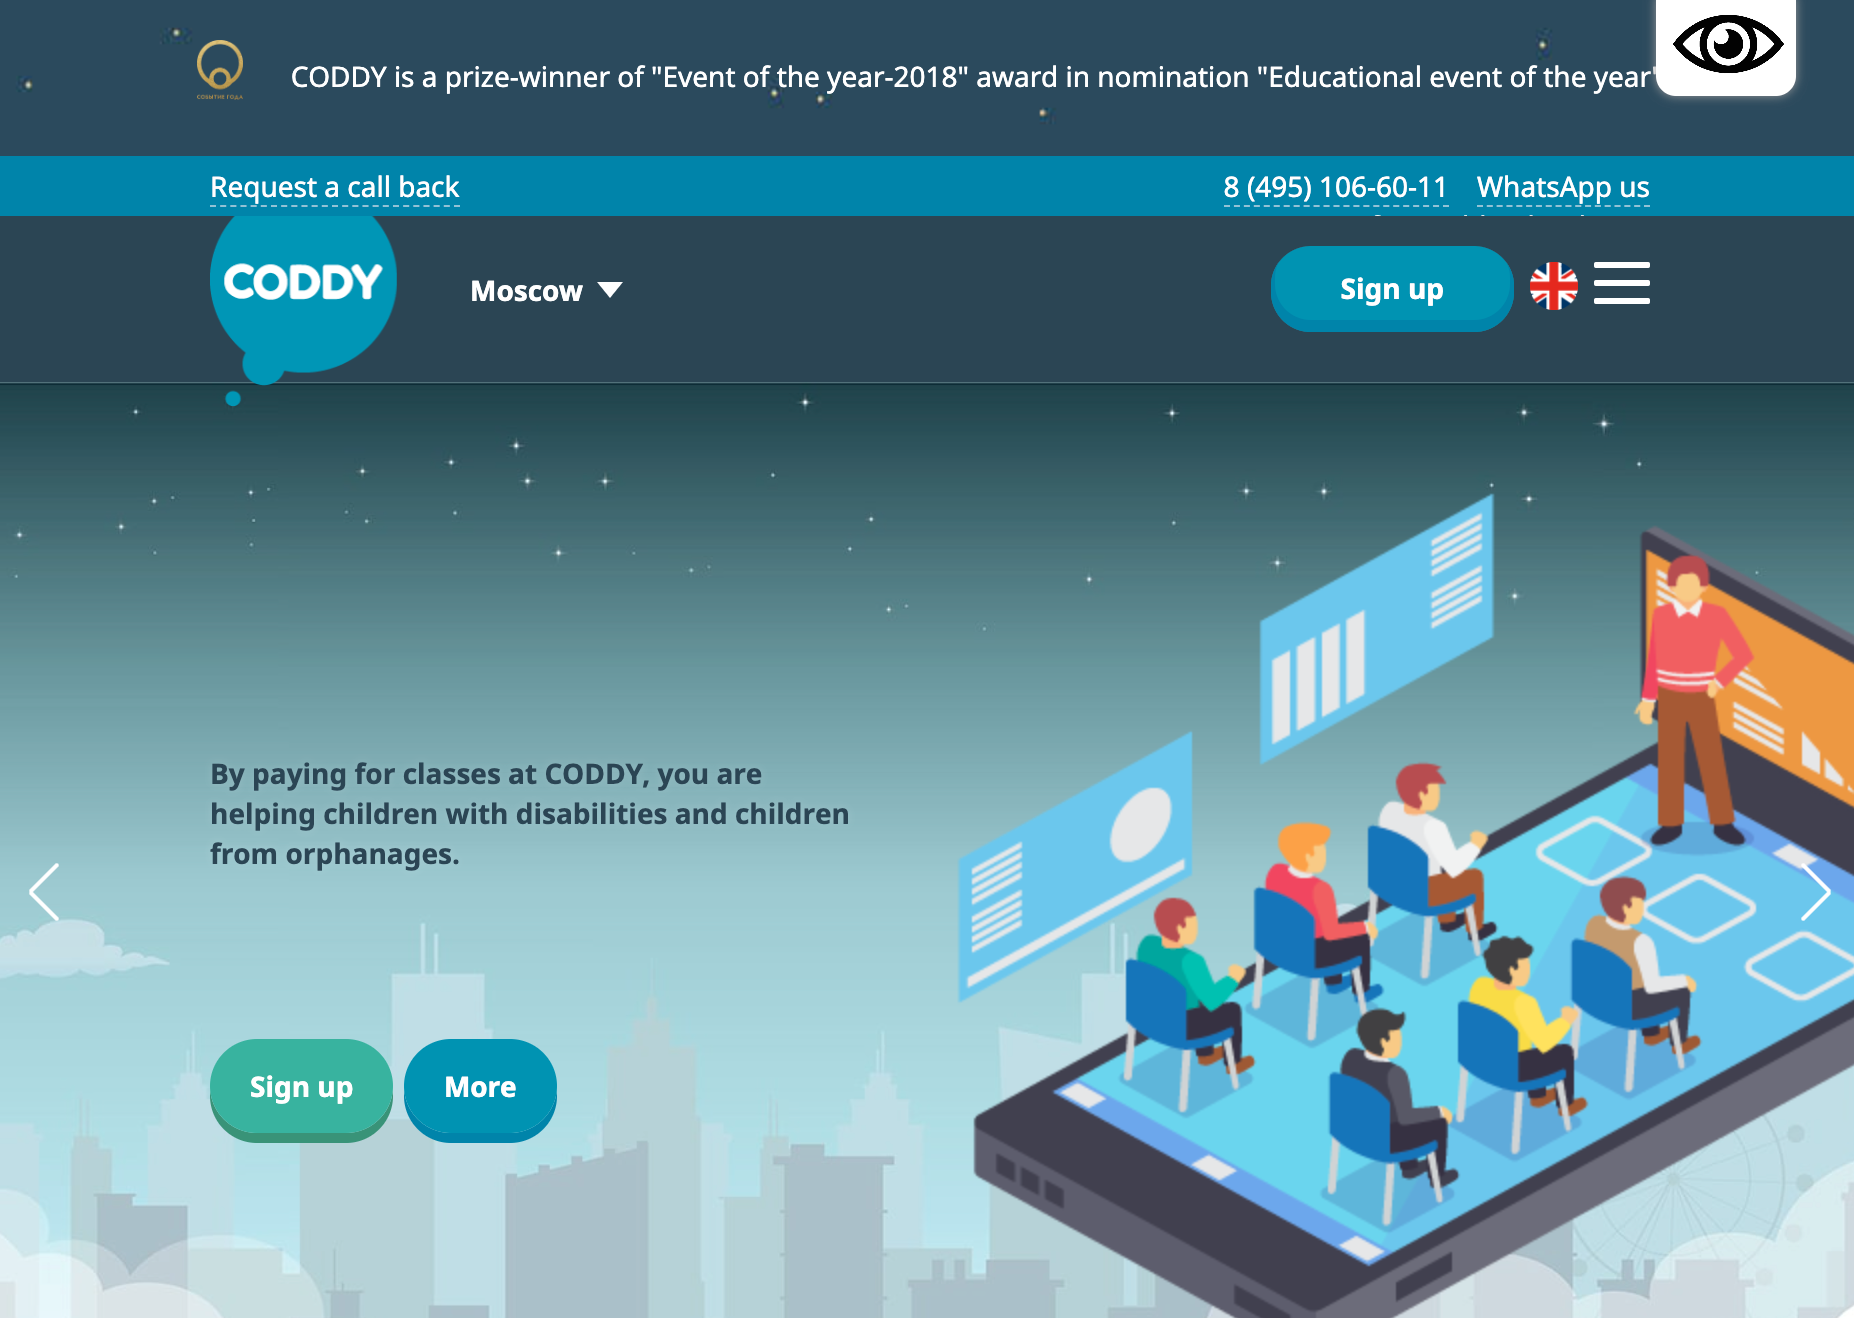 CODDY is a prize-winner of "Event of the year-2018" award in nomination "Educational event of the year"
СОБЫТИЕ ГОДА
Request a call back
8 (495) 106-60-11
WhatsApp us
CODDY
Moscow
Sign up
By paying for classes at CODDY, you are
helping children with disabilities and children
from orphanages.
Sign up
More